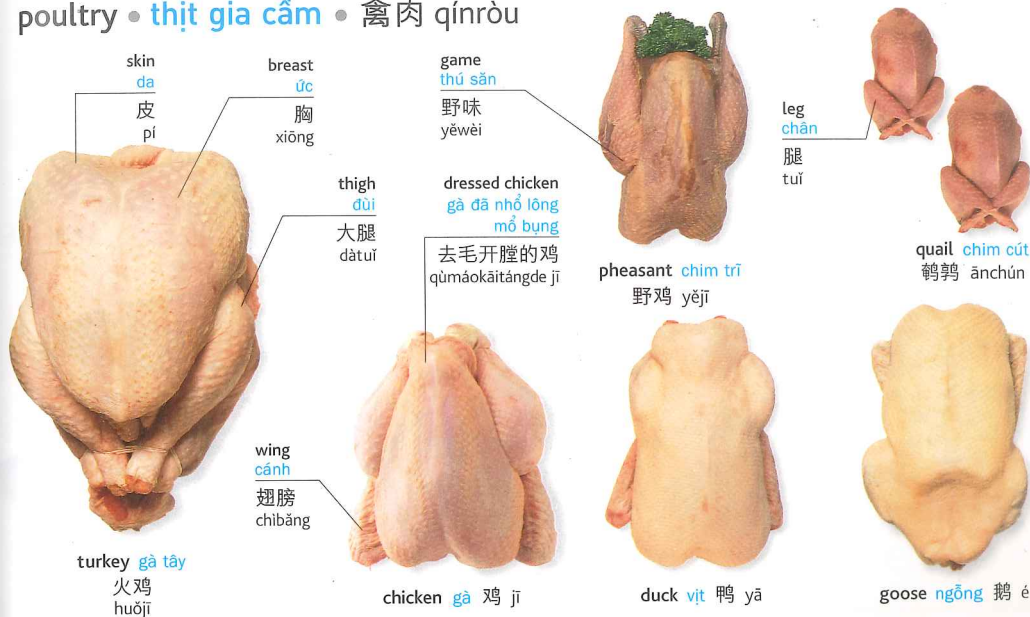 poultry • thịt gia cầm • 禽肉 qínròu
skin
da
皮
pí
breast
ức
胸
xiōng
game
thú săn
野味
yěwèi
leg
chân
腿
tuǐ
thigh
đùi
大腿
dàtuǐ
dressed chicken
gà đã nhổ lông
mổ bụng
去毛开膛的鸡
qùmáokāitángde jī
pheasant chim trĩ
野鸡 yějī
quail chim cút
鹌鹑 ānchún
wing
cánh
翅膀
chìbǎng
turkey gà tây
火鸡
huǒjī
chicken gà 鸡 jī
duck vịt 鸭 yā
goose ngỗng 鹅 é